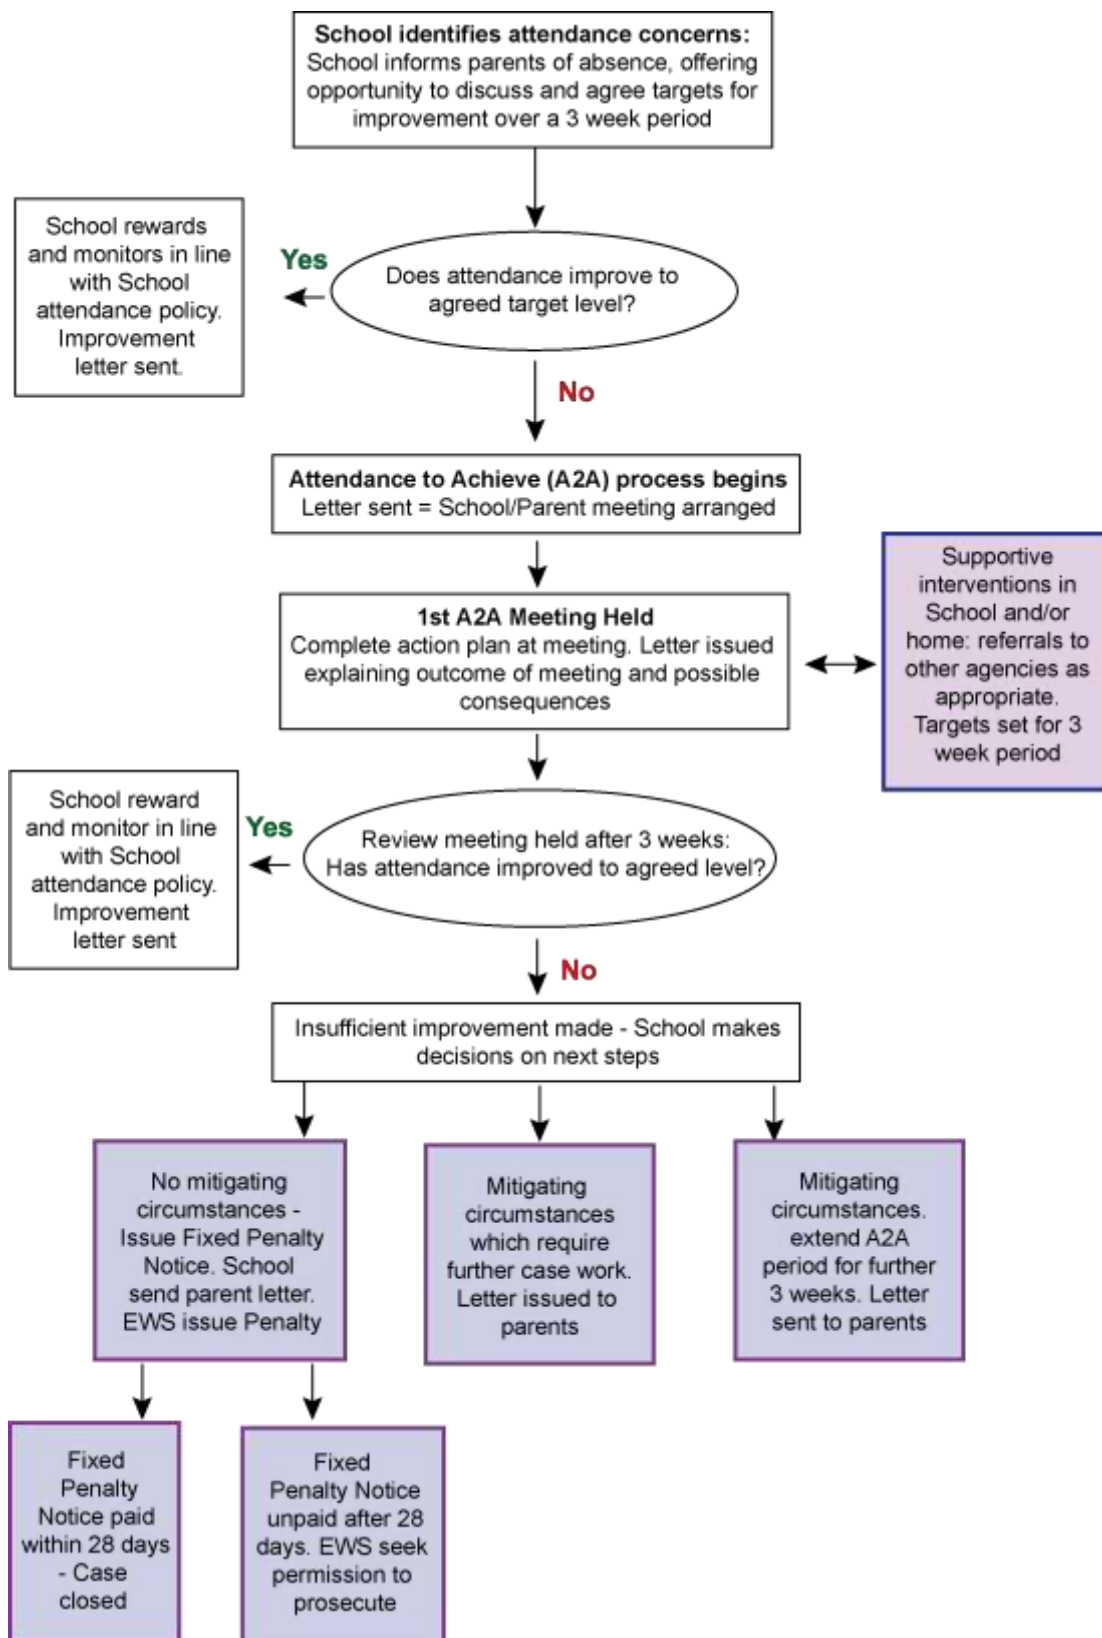 School identifies attendance concerns:
School informs parents of absence, offering
opportunity to discuss and agree targets for
improvement over a 3 week period
School rewards
and monitors in line
with School
attendance policy.
Improvement
letter sent.
Yes
Does attendance improve to
agreed target level?
No
Attendance to Achieve (A2A) process begins
Letter sent = School/Parent meeting arranged
1st A2A Meeting Held
Complete action plan at meeting. Letter issued
explaining outcome of meeting and possible
consequences
Supportive
interventions in
School and/or
home: referrals to
other agencies as
appropriate.
Targets set for 3
week period
School reward
and monitor in line
with School
attendance policy.
Improvement
letter sent
Yes
Review meeting held after 3 weeks:
Has attendance improved to agreed level?
No
Insufficient improvement made - School makes
decisions on next steps
No mitigating
circumstances -
Issue Fixed Penalty
Notice. School
send parent letter.
EWS issue Penalty
Mitigating
circumstances
which require
further case work.
Letter issued to
parents
Mitigating
circumstances.
extend A2A
period for further
3 weeks. Letter
sent to parents
Fixed
Penalty
Notice paid
within 28 days
- Case
closed
Fixed
Penalty Notice
unpaid after 28
days. EWS seek
permission to
prosecute